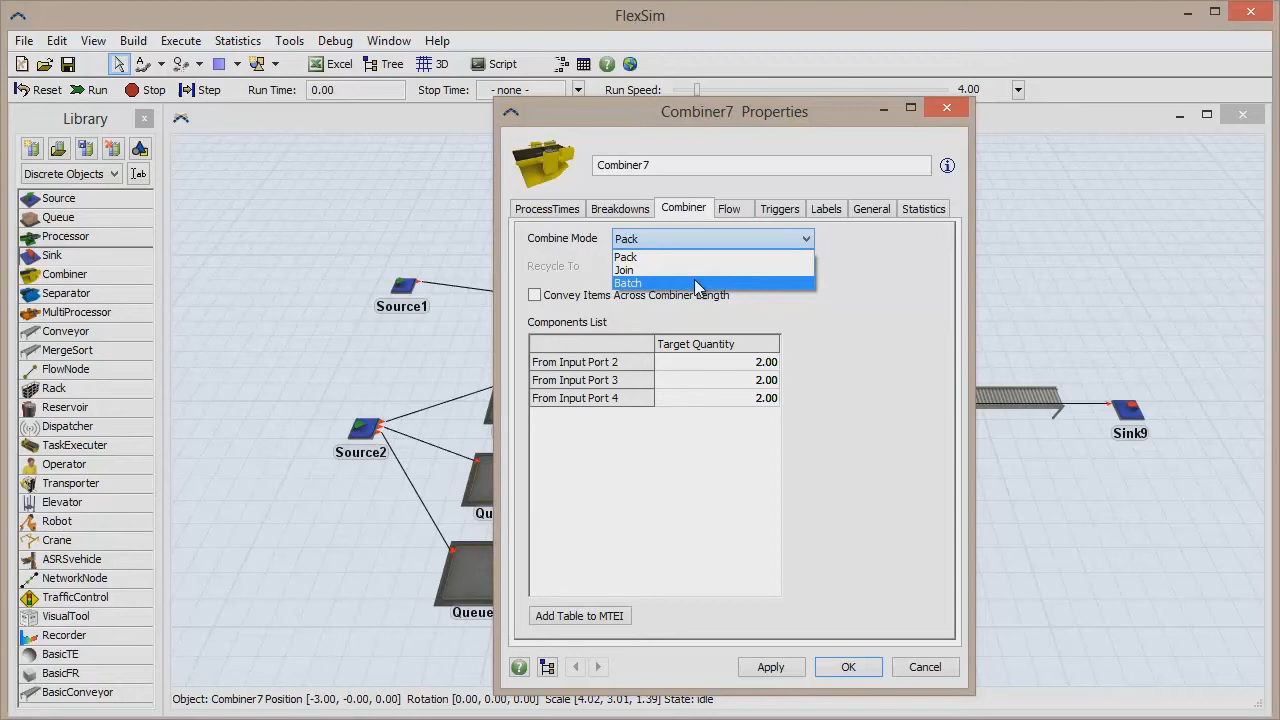 FlexSim
File Edit View Build Execute Statistics Tools Debug Window Help
Excel Tree 3D Script
Reset Run Stop Step Run Time: 0.00 Stop Time: - none - Run Speed: 4.00
Library
Discrete Objects
Source
Queue
Processor
Sink
Combiner
Separator
MultiProcessor
Conveyor
MergeSort
FlowNode
Rack
Reservoir
Dispatcher
TaskExecuter
Operator
Transporter
Elevator
Robot
Crane
ASRSvehicle
NetworkNode
TrafficControl
VisualTool
Recorder
BasicTE
BasicFR
BasicConveyor
Source1
Source2
Queue
Sink9
Combiner7 Properties
Combiner7
ProcessTimes Breakdowns Combiner Flow Triggers Labels General Statistics
Combine Mode Pack
Pack
Recycle To Join
Batch
Convey Items Across Combiner Length
Components List
Target Quantity
From Input Port 2 2.00
From Input Port 3 2.00
From Input Port 4 2.00
Add Table to MTEI
Apply OK Cancel
Object: Combiner7 Position [-3.00, -0.00, 0.00] Rotation [0.00, 0.00, 0.00] Scale [4.02, 3.01, 1.39] State: idle